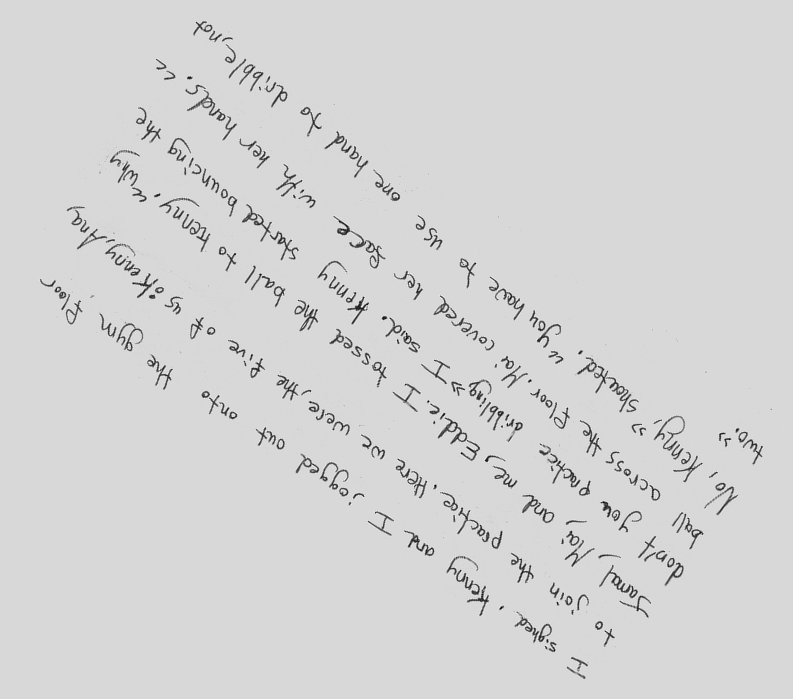 I sighed. Kenny and I jogged out onto the gym floor
to join the practice. Here we were, the five of us: Kenny, Ana,
Jamal, Mai, and me, Eddie. I tossed the ball to Kenny. "Why
don't you practice dribbling" I said. Kenny started bouncing the
ball across the floor. Mai covered her face with her hands. "
No, Kenny," shouted. "You have to use one hand to dribble, not
two."